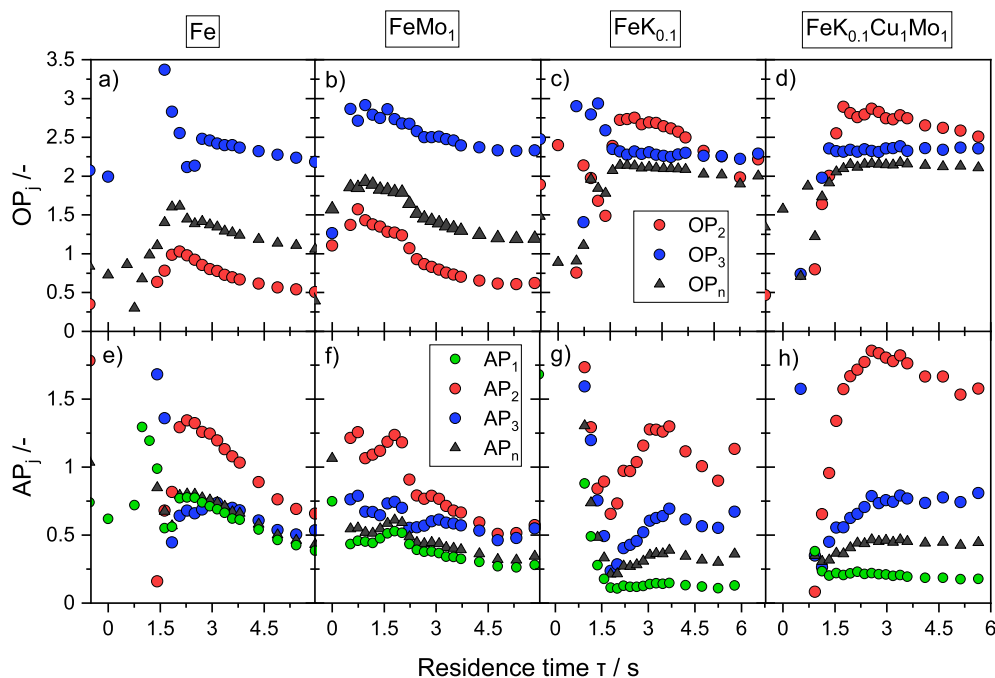 Fe FeMo₁ FeK₀.₁ FeK₀.₁Cu₁Mo₁
a) b) c) d)
OPⱼ /-
3.5
3
2.5
2
1.5
1
0.5
0
OP₂
OP₃
OPₙ
e) f) g) h)
APⱼ /-
1.5
1
0.5
0
AP₁
AP₂
AP₃
APₙ
0 1.5 3 4.5 0 1.5 3 4.5 0 1.5 3 4.5 0 1.5 3 4.5 6
Residence time τ / s